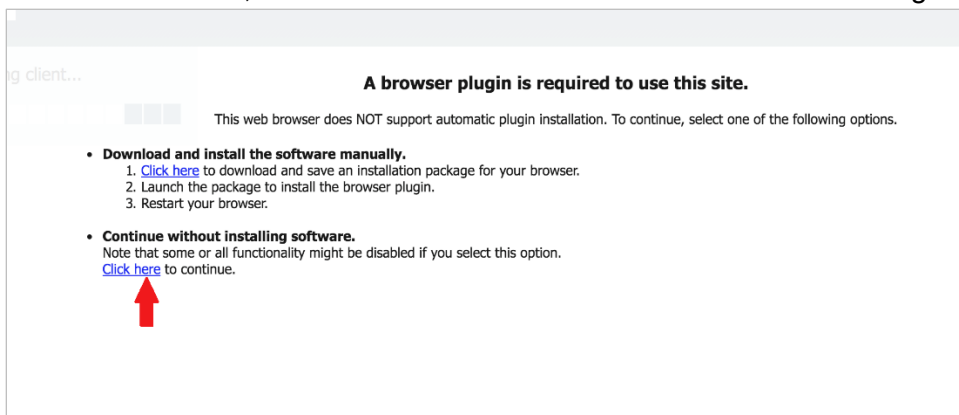 ng client...
A browser plugin is required to use this site.
This web browser does NOT support automatic plugin installation. To continue, select one of the following options.
• Download and install the software manually.
1. Click here to download and save an installation package for your browser.
2. Launch the package to install the browser plugin.
3. Restart your browser.
• Continue without installing software.
Note that some or all functionality might be disabled if you select this option.
Click here to continue.